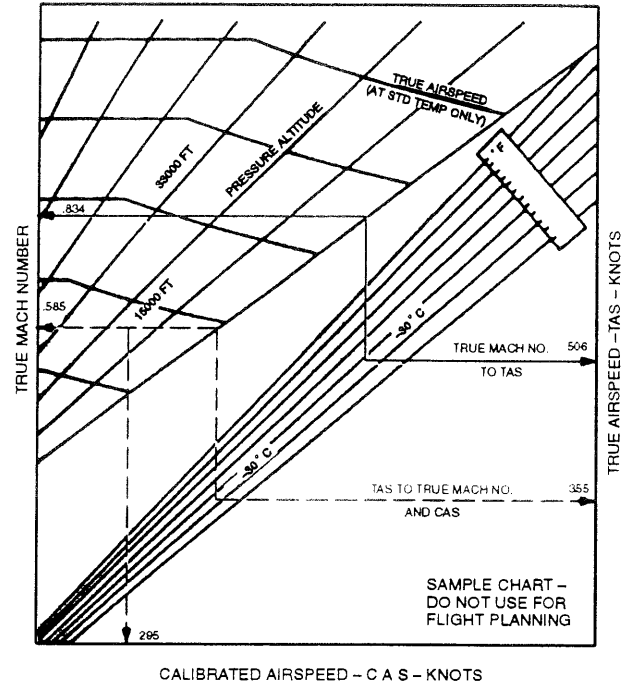 TRUE AIRSPEED
(AT STD TEMP ONLY)
PRESSURE ALTITUDE
33000 FT
° F
.834
TRUE MACH NUMBER
.585
15000 FT
-30° C
TRUE MACH NO. 506
TO TAS
TRUE AIRSPEED -TAS- KNOTS
-30° C
TAS TO TRUE MACH NO. 355
AND CAS
SAMPLE CHART –
DO NOT USE FOR
FLIGHT PLANNING
295
CALIBRATED AIRSPEED – C A S – KNOTS